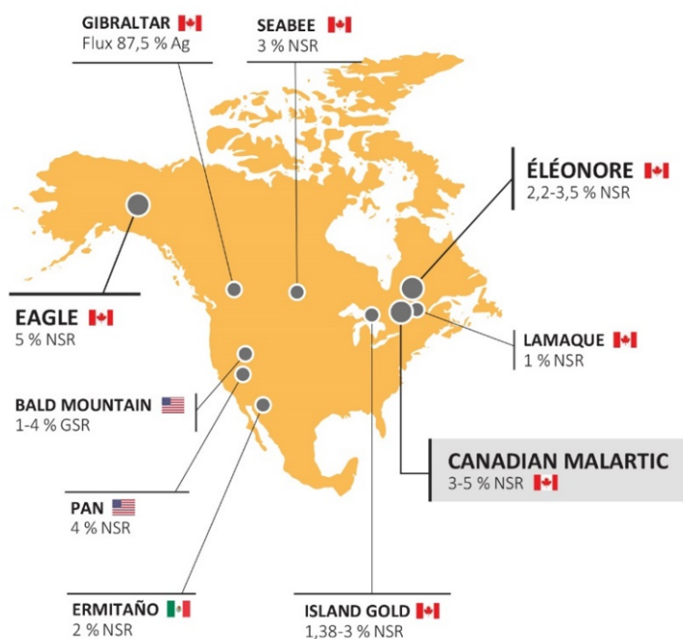 GIBRALTAR
Flux 87,5 % Ag
SEABEE
3 % NSR
ÉLÉONORE
2,2-3,5 % NSR
EAGLE
5 % NSR
LAMAQUE
1 % NSR
BALD MOUNTAIN
1-4 % GSR
CANADIAN MALARTIC
3-5 % NSR
PAN
4 % NSR
ERMITAÑO
2 % NSR
ISLAND GOLD
1,38-3 % NSR